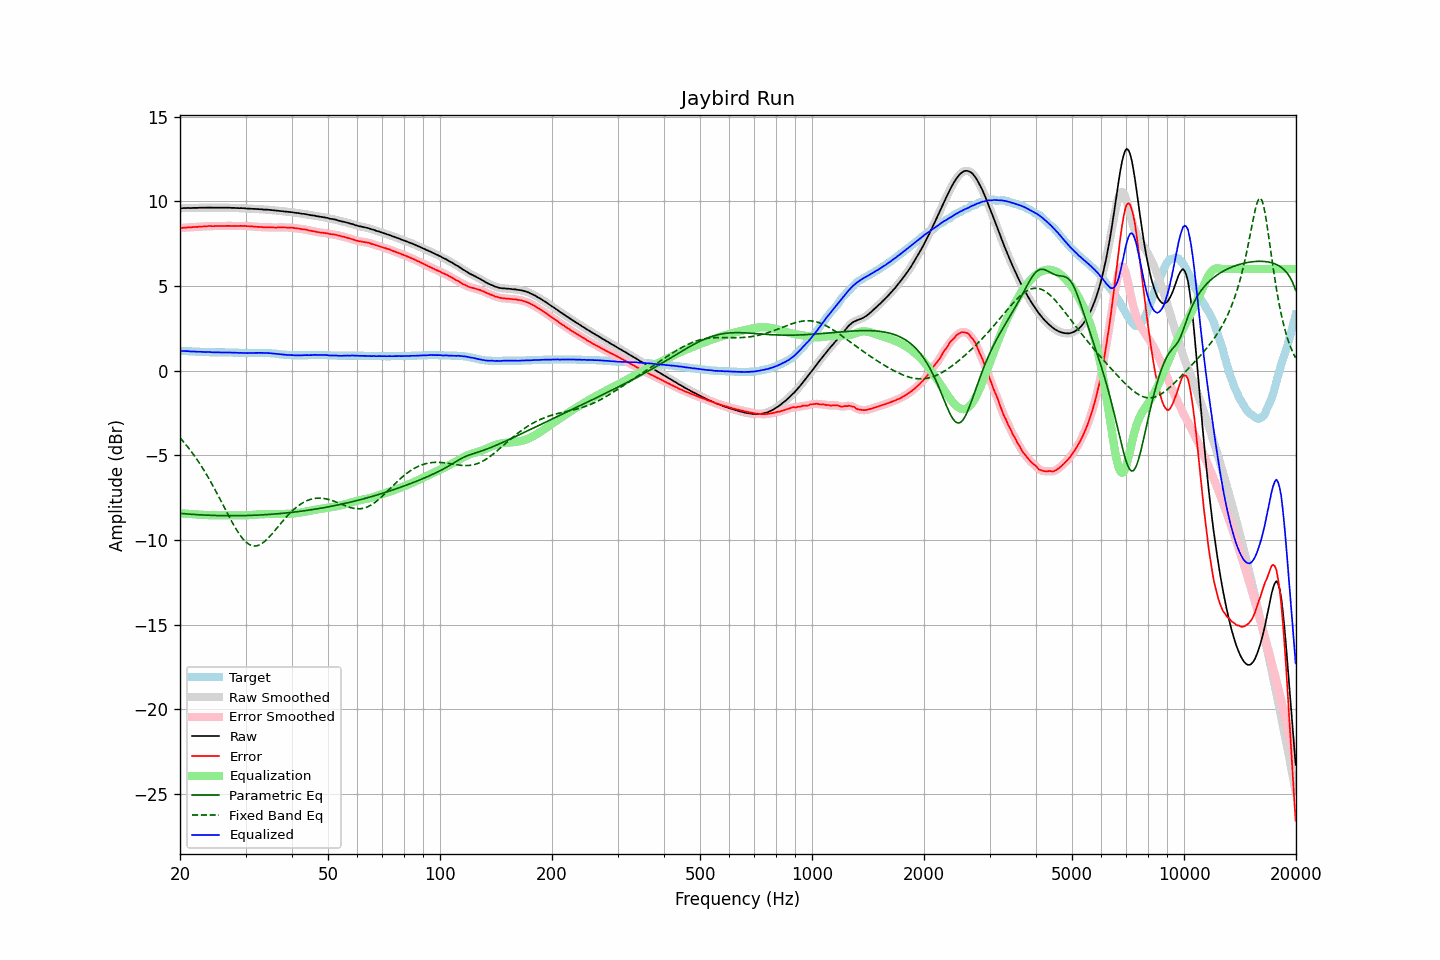 Jaybird Run
15
10
5
0
−5
−10
−15
−20
−25
Amplitude (dBr)
Target
Raw Smoothed
Error Smoothed
Raw
Error
Equalization
Parametric Eq
Fixed Band Eq
Equalized
20 50 100 200 500 1000 2000 5000 10000 20000
Frequency (Hz)